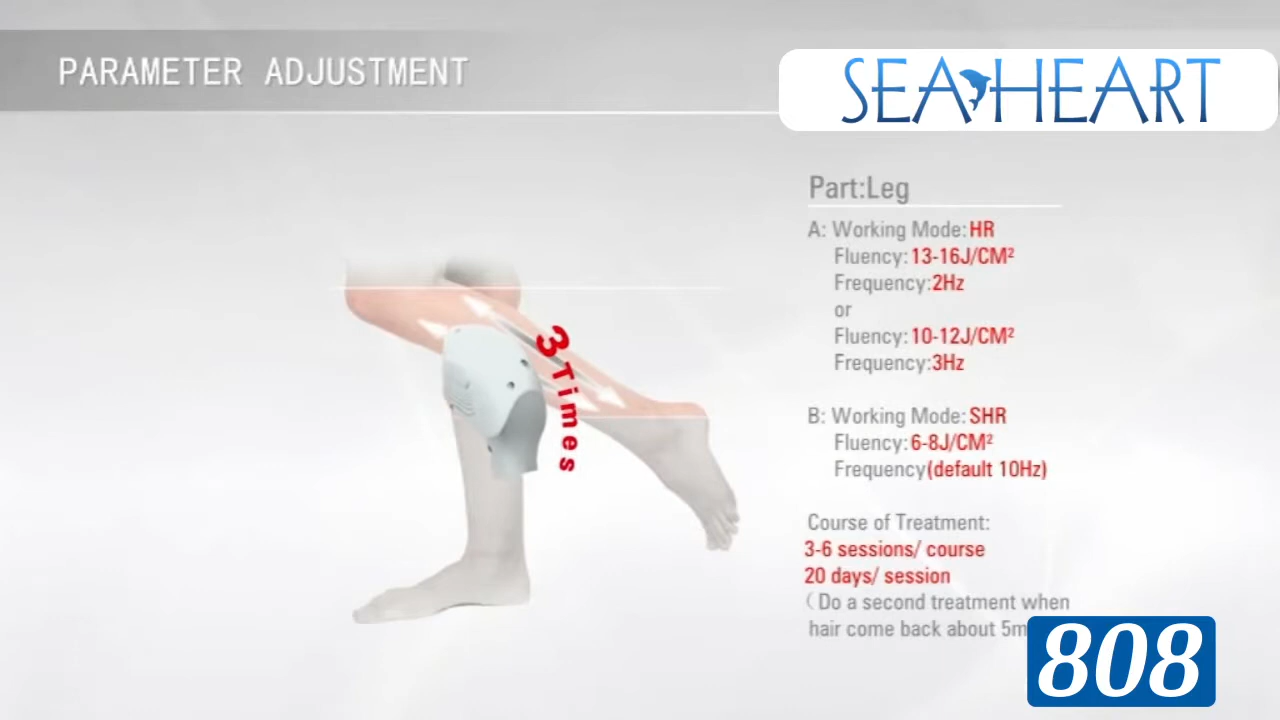 PARAMETER ADJUSTMENT
SEA HEART
Part:Leg
A: Working Mode: HR
Fluency: 13-16J/CM²
Frequency:2Hz
or
Fluency: 10-12J/CM²
Frequency:3Hz
B: Working Mode: SHR
Fluency: 6-8J/CM²
Frequency(default 10Hz)
3 Times
Course of Treatment:
3-6 sessions/ course
20 days/ session
(Do a second treatment when
hair come back about
808